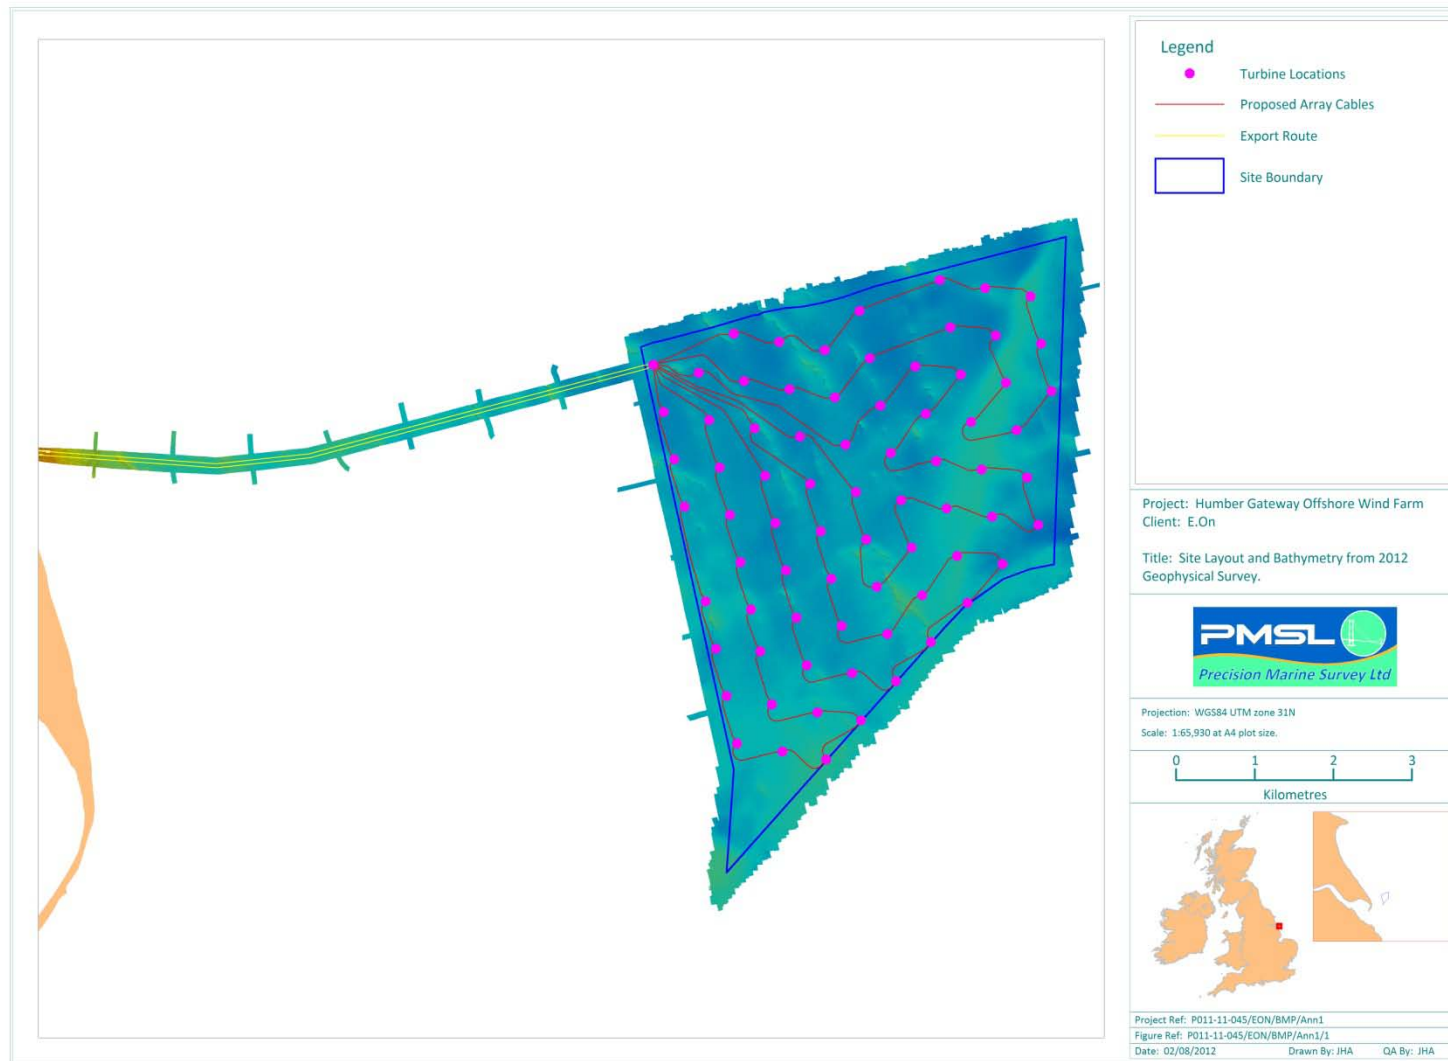 Legend
Turbine Locations
Proposed Array Cables
Export Route
Site Boundary
Project: Humber Gateway Offshore Wind Farm
Client: E.On
Title: Site Layout and Bathymetry from 2012
Geophysical Survey.
PMSL
Precision Marine Survey Ltd
Projection: WGS84 UTM zone 31N
Scale: 1:65,930 at A4 plot size.
0 1 2 3
Kilometres
Project Ref: P011-11-045/EON/BMP/Ann1
Figure Ref: P011-11-045/EON/BMP/Ann1/1
Date: 02/08/2012 Drawn By: JHA QA By: JHA